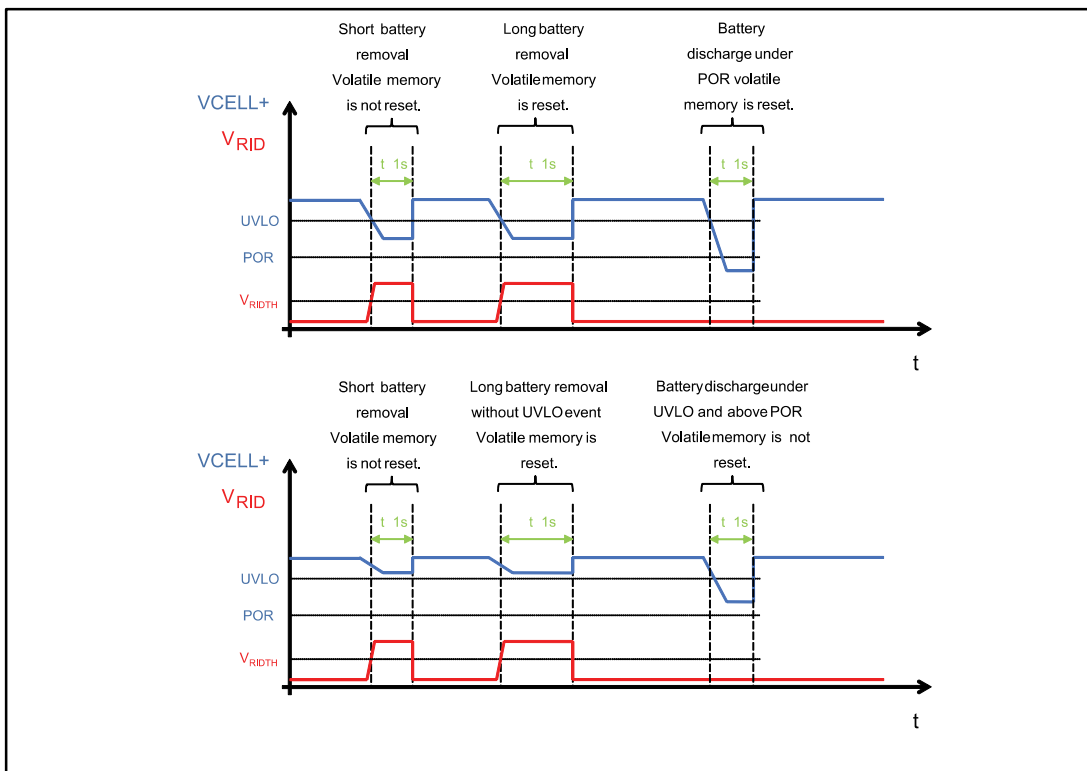 Short battery
removal
Volatile memory
is not reset.
Long battery
removal
Volatile memory
is reset.
Battery
discharge under
POR volatile
memory is reset.
VCELL+
VRID
t 1s
t 1s
t 1s
UVLO
POR
VRIDTH
t
Short battery
removal
Volatile memory
is not reset.
Long battery removal
without UVLO event
Volatile memory is
reset.
Battery discharge under
UVLO and above POR
Volatile memory is not
reset.
VCELL+
VRID
t 1s
t 1s
t 1s
UVLO
POR
VRIDTH
t